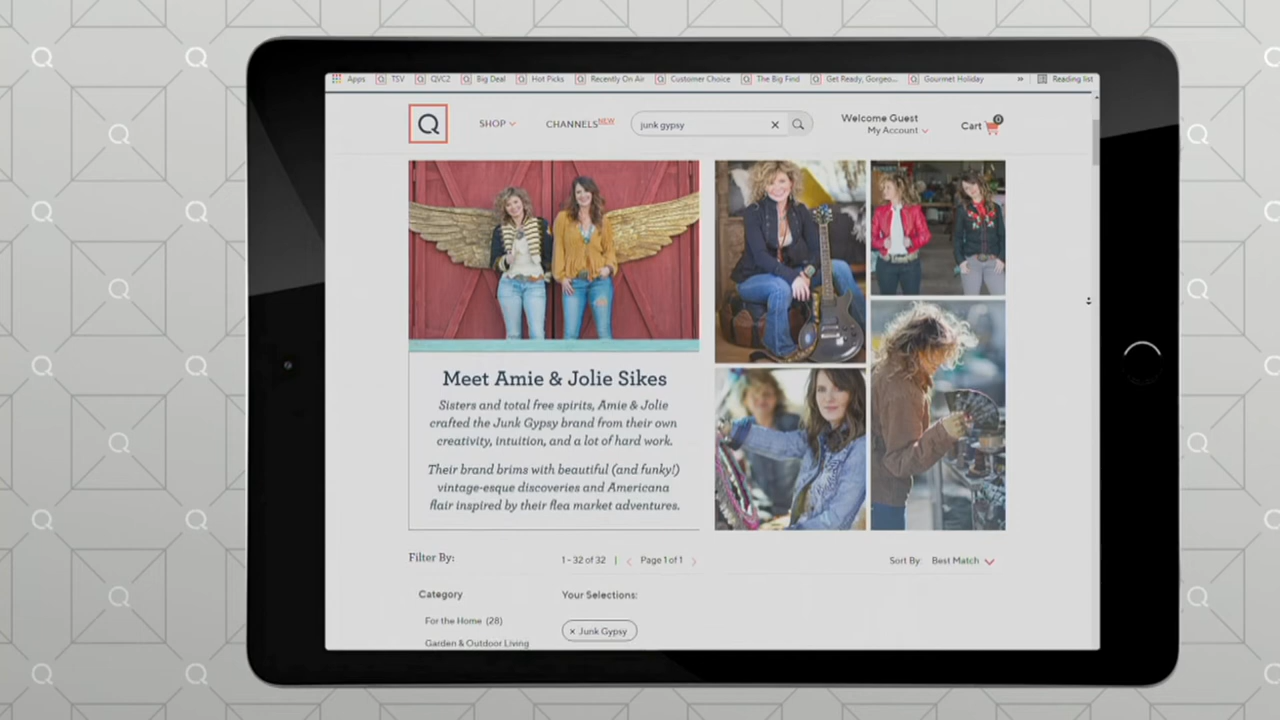 Apps TSV QVC2 Big Deal Hot Picks Recently On Air Customer Choice The Big Find Get Ready, Gorgeo... Gourmet Holiday » Reading list
Q SHOP CHANNELS NEW junk gypsy Welcome Guest
My Account
Cart 0
Meet Amie & Jolie Sikes
Sisters and total free spirits, Amie & Jolie
crafted the Junk Gypsy brand from their own
creativity, intuition, and a lot of hard work.
Their brand brims with beautiful (and funky!)
vintage-esque discoveries and Americana
flair inspired by their flea market adventures.
Filter By: 1 - 32 of 32 | < Page 1 of 1 > Sort By: Best Match
Category Your Selections:
For the Home (28)
× Junk Gypsy
Garden & Outdoor Living